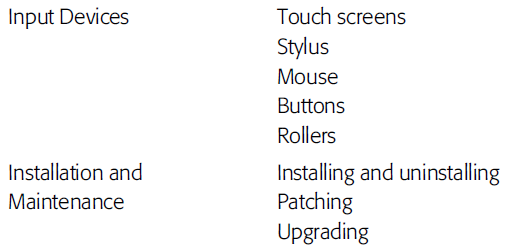 Input Devices
Touch screens
Stylus
Mouse
Buttons
Rollers
Installation and
Maintenance
Installing and uninstalling
Patching
Upgrading